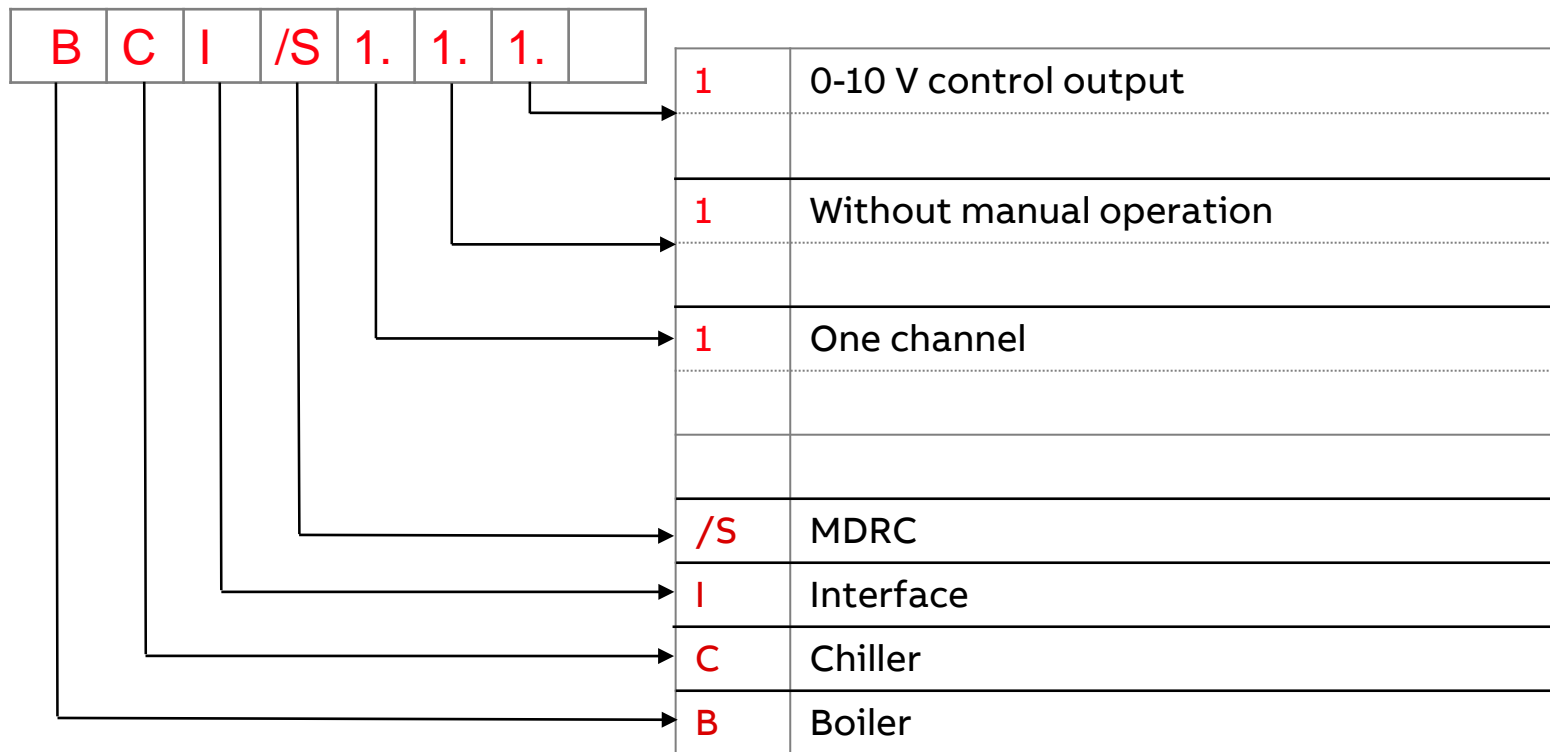 B C I /S 1. 1. 1.
1 0-10 V control output
1 Without manual operation
1 One channel
/S MDRC
I Interface
C Chiller
B Boiler